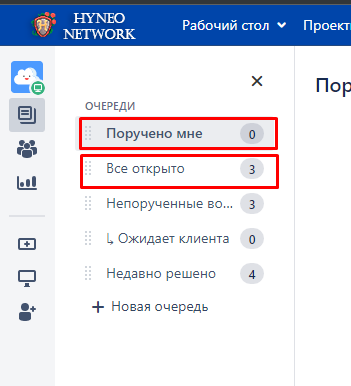 HYNEO
NETWORK
Рабочий стол
Проекты
Пор
ОЧЕРЕДИ
Поручено мне 0
Все открыто 3
Непорученные во... 3
Ожидает клиента 0
Недавно решено 4
+ Новая очередь